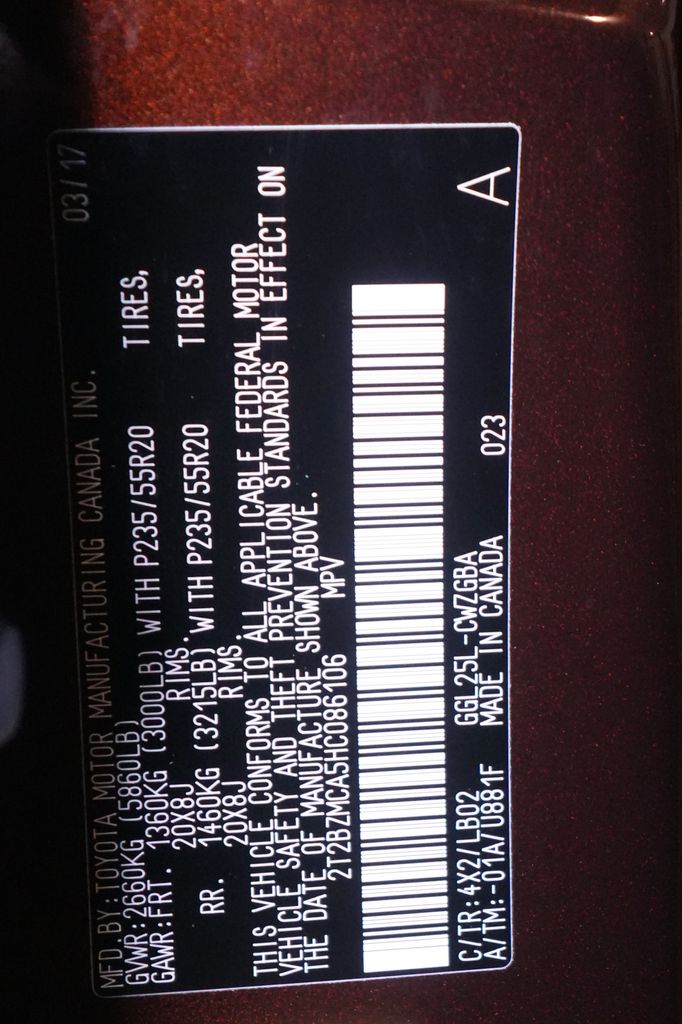 MFD.BY:TOYOTA MOTOR MANUFACTURING CANADA INC. 03/17
GVWR:2660KG (5860LB)
GAWR:FRT. 1360KG (3000LB) WITH P235/55R20 TIRES,
20X8J RIMS.
RR. 1460KG (3215LB) WITH P235/55R20 TIRES,
20X8J RIMS.
THIS VEHICLE CONFORMS TO ALL APPLICABLE FEDERAL MOTOR
VEHICLE SAFETY AND THEFT PREVENTION STANDARDS IN EFFECT ON
THE DATE OF MANUFACTURE SHOWN ABOVE.
2T2BZMCA5HC086106 MPV
C/TR:4X2/LB02 GGL25L-CWZGBA A
A/TM:-01A/U881F MADE IN CANADA 023